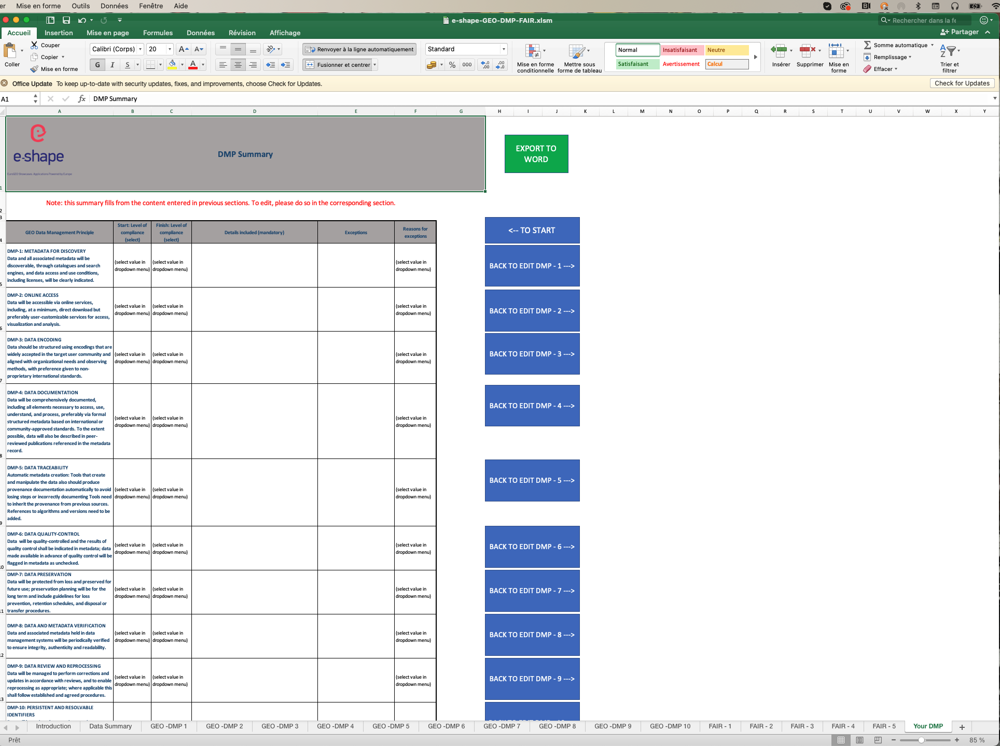 er Mise en forme Outils Données Fenêtre Aide
e-shape-GEO-DMP-FAIR.xlsm
Rechercher dans la fe
Accueil Insertion Mise en page Formules Données Révision Affichage
Partager
Coller
Couper
Copier
Mise en forme
Calibri (Corps) 20
G I S
Renvoyer à la ligne automatiquement
Fusionner et centrer
Standard
% 000
Mise en forme conditionnelle
Mettre sous forme de tableau
Normal Insatisfaisant Neutre
Satisfaisant Avertissement Calcul
Insérer Supprimer Mise en forme
Somme automatique
Remplissage
Effacer
Trier et filtrer
Office Update To keep up-to-date with security updates, fixes, and improvements, choose Check for Updates.
Check for Updates
A1 fx DMP Summary
A B C D E F G H I J K L M N O P Q R S T U V W X Y
e-shape
EuroGEO Showcases: Applications Powered by Europe
DMP Summary
EXPORT TO
WORD
1
Note: this summary fills from the content entered in previous sections. To edit, please do so in the corresponding section.
2
3
GEO Data Management Principle
Start: Level of compliance (select)
Finish: Level of compliance (select)
Details included (mandatory)
Exceptions
Reasons for exceptions
<-- TO START
4
DMP-1: METADATA FOR DISCOVERY
Data and all associated metadata will be
discoverable, through catalogues and search
engines, and data access and use conditions,
including licenses, will be clearly indicated.
(select value in dropdown menu)
(select value in dropdown menu)
(select value in dropdown menu)
BACK TO EDIT DMP - 1 --->
5
DMP-2: ONLINE ACCESS
Data will be accessible via online services,
including, at a minimum, direct download but
preferably user-customizable services for access,
visualization and analysis.
(select value in dropdown menu)
(select value in dropdown menu)
(select value in dropdown menu)
BACK TO EDIT DMP - 2 --->
6
DMP-3: DATA ENCODING
Data should be structured using encodings that are
widely accepted in the target user community and
aligned with organizational needs and observing
methods, with preference given to non-
proprietary international standards.
(select value in dropdown menu)
(select value in dropdown menu)
(select value in dropdown menu)
BACK TO EDIT DMP - 3 --->
7
DMP-4: DATA DOCUMENTATION
Data will be comprehensively documented,
including all elements necessary to access, use,
understand, and process, preferably via formal
structured metadata based on international or
community-approved standards. To the extent
possible, data will also be described in peer-
reviewed publications referenced in the metadata
record.
(select value in dropdown menu)
(select value in dropdown menu)
(select value in dropdown menu)
BACK TO EDIT DMP - 4 --->
8
DMP-5: DATA TRACEABILITY
Automatic metadata creation: Tools that create
and manipulate the data also should produce
provenance documentation automatically to avoid
losing steps or incorrectly documenting Tools need
to inherit the provenance from previous sources.
References to algorithms and versions need to be
added.
(select value in dropdown menu)
(select value in dropdown menu)
(select value in dropdown menu)
BACK TO EDIT DMP - 5 --->
9
DMP-6: DATA QUALITY-CONTROL
Data will be quality-controlled and the results of
quality control shall be indicated in metadata; data
made available in advance of quality control will be
flagged in metadata as unchecked.
(select value in dropdown menu)
(select value in dropdown menu)
(select value in dropdown menu)
BACK TO EDIT DMP - 6 --->
10
DMP-7: DATA PRESERVATION
Data will be protected from loss and preserved for
future use; preservation planning will be for the
long term and include guidelines for loss
prevention, retention schedules, and disposal or
transfer procedures.
(select value in dropdown menu)
(select value in dropdown menu)
(select value in dropdown menu)
BACK TO EDIT DMP - 7 --->
11
DMP-8: DATA AND METADATA VERIFICATION
Data and associated metadata held in data
management systems will be periodically verified
to ensure integrity, authenticity and readability.
(select value in dropdown menu)
(select value in dropdown menu)
(select value in dropdown menu)
BACK TO EDIT DMP - 8 --->
12
DMP-9: DATA REVIEW AND REPROCESSING
Data will be managed to perform corrections and
updates in accordance with reviews, and to enable
reprocessing as appropriate; where applicable this
shall follow established and agreed procedures.
(select value in dropdown menu)
(select value in dropdown menu)
(select value in dropdown menu)
BACK TO EDIT DMP - 9 --->
13
DMP-10: PERSISTENT AND RESOLVABLE
IDENTIFIERS
Introduction Data Summary GEO -DMP 1 GEO -DMP 2 GEO -DMP 3 GEO -DMP 4 GEO -DMP 5 GEO -DMP 6 GEO -DMP 7 GEO -DMP 8 GEO -DMP 9 GEO -DMP 10 FAIR - 1 FAIR - 2 FAIR - 3 FAIR - 4 FAIR - 5 Your DMP +
Prêt
85 %